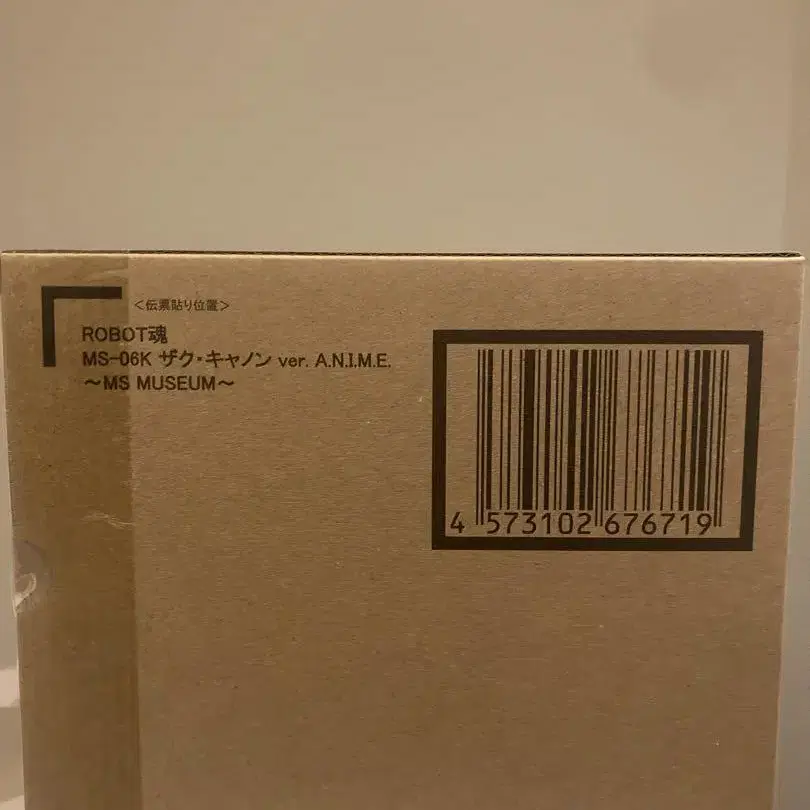 ＜伝票貼り位置＞
ROBOT魂
MS-06K ザク・キャノン ver. A.N.I.M.E.
～MS MUSEUM～
4 573102 676719